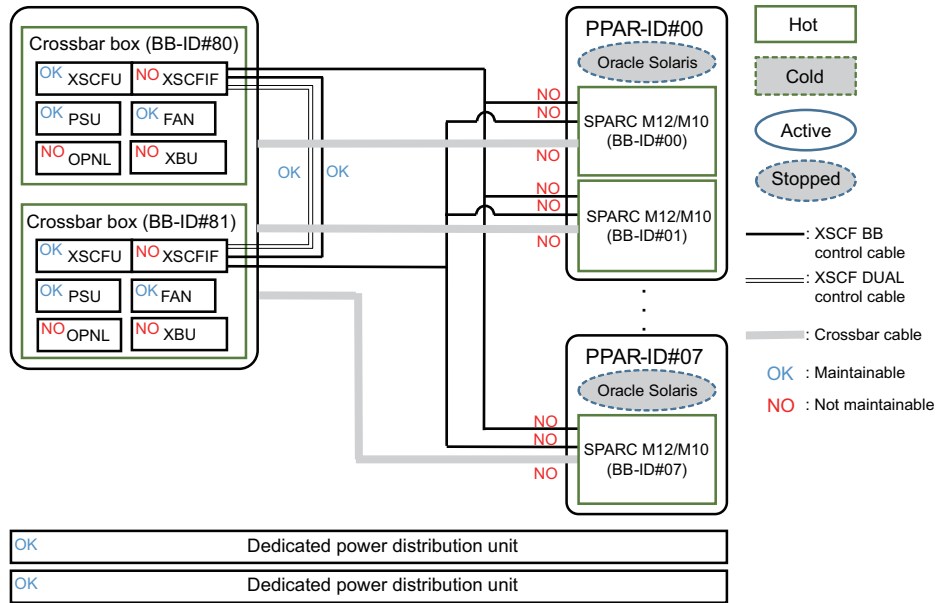 Crossbar box (BB-ID#80)
OK XSCFU
NO XSCFIF
OK PSU
OK FAN
NO OPNL
NO XBU
Crossbar box (BB-ID#81)
OK XSCFU
NO XSCFIF
OK PSU
OK FAN
NO OPNL
NO XBU
OK
OK
PPAR-ID#00
Oracle Solaris
NO
NO
SPARC M12/M10
(BB-ID#00)
NO
NO
NO
SPARC M12/M10
(BB-ID#01)
NO
PPAR-ID#07
Oracle Solaris
NO
NO
SPARC M12/M10
(BB-ID#07)
NO
Hot
Cold
Active
Stopped
: XSCF BB
control cable
: XSCF DUAL
control cable
: Crossbar cable
OK : Maintainable
NO : Not maintainable
OK Dedicated power distribution unit
OK Dedicated power distribution unit